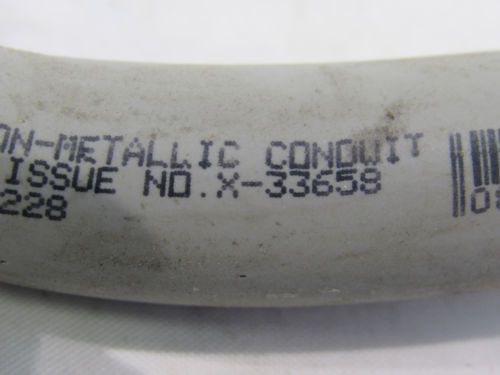 ON-METALLIC CONDUIT
ISSUE NO.X-33658
228